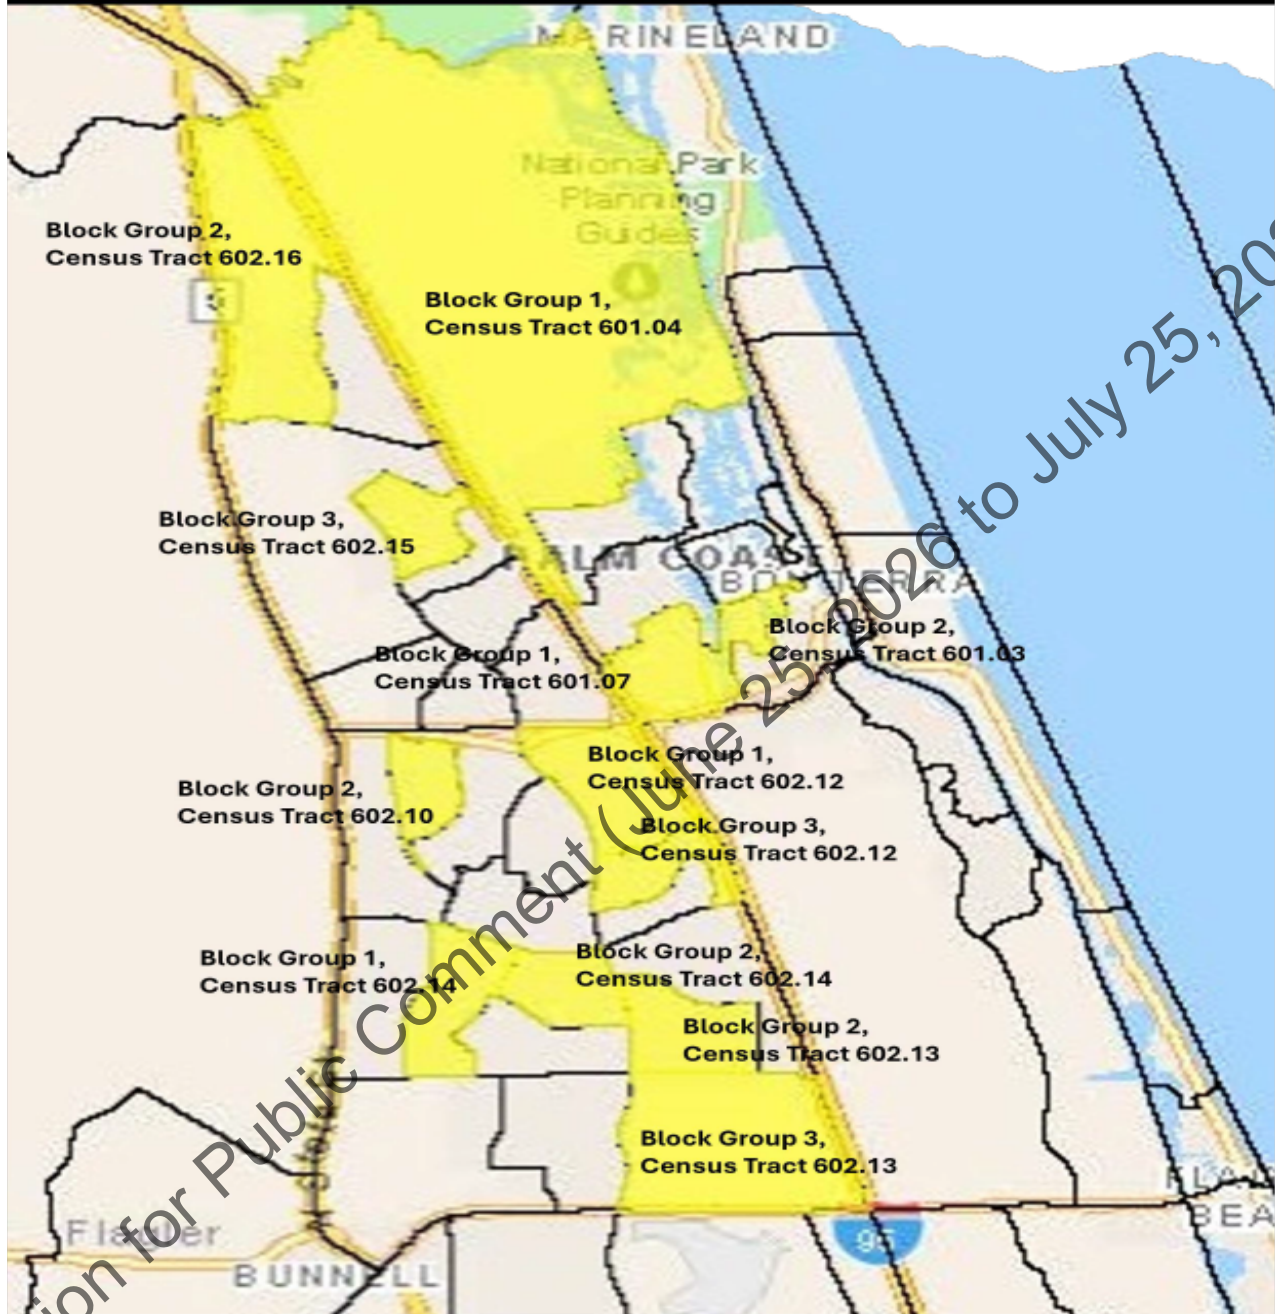 MARINELAND
National Park
Planning
Guides
Block Group 2,
Census Tract 602.16
Block Group 1,
Census Tract 601.04
Block Group 3,
Census Tract 602.15
PALM COAST
Block Group 2,
Census Tract 601.03
Block Group 1,
Census Tract 601.07
Block Group 1,
Census Tract 602.12
Block Group 2,
Census Tract 602.10
Block Group 3,
Census Tract 602.12
Block Group 2,
Census Tract 602.14
Block Group 1,
Census Tract 602.14
Block Group 2,
Census Tract 602.13
Block Group 3,
Census Tract 602.13
Flagler
BUNNELL
95
for Public Comment (June 25, 2026 to July 25,